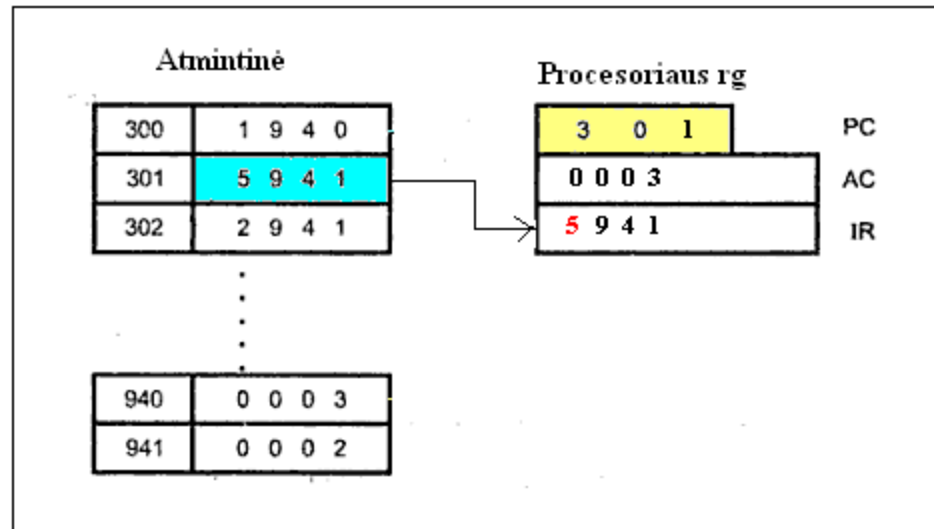 Atmintinė
Procesoriaus rg
300 1 9 4 0
301 5 9 4 1
302 2 9 4 1
940 0 0 0 3
941 0 0 0 2
3 0 1 PC
0 0 0 3 AC
5 9 4 1 IR